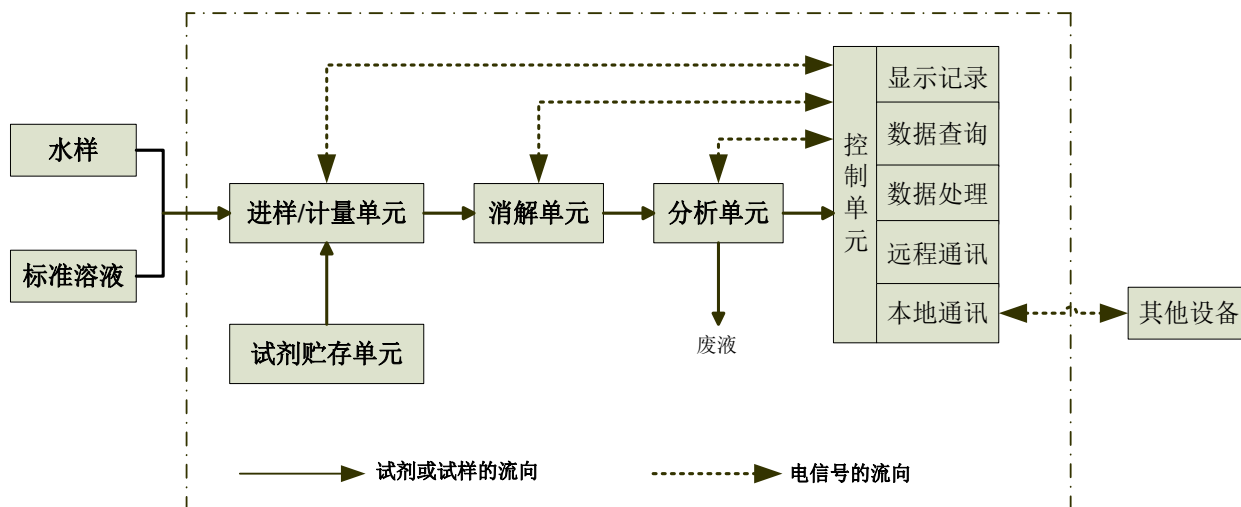 显示记录
水样
数据查询
控制单元
进样/计量单元
消解单元
分析单元
数据处理
标准溶液
远程通讯
本地通讯
其他设备
试剂贮存单元
废液
试剂或试样的流向
电信号的流向